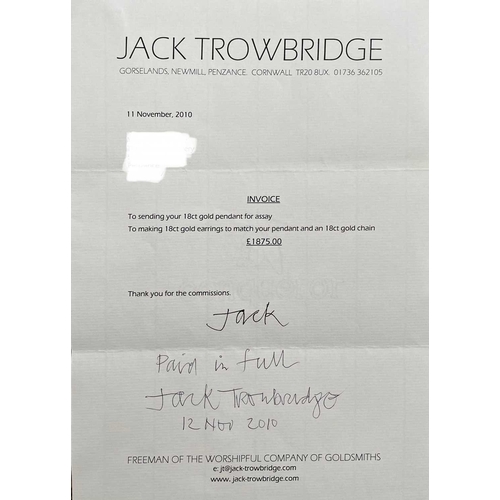 JACK TROWBRIDGE
GORSELANDS, NEWMILL, PENZANCE. CORNWALL TR20 8UX. 01736 362105
11 November, 2010
INVOICE
To sending your 18ct gold pendant for assay
To making 18ct gold earrings to match your pendant and an 18ct gold chain
£1875.00
Thank you for the commissions.
Jack
Paid in full
Jack Trowbridge
12 Nov 2010
FREEMAN OF THE WORSHIPFUL COMPANY OF GOLDSMITHS
e: jt@jack-trowbridge.com
www. jack-trowbridge.com